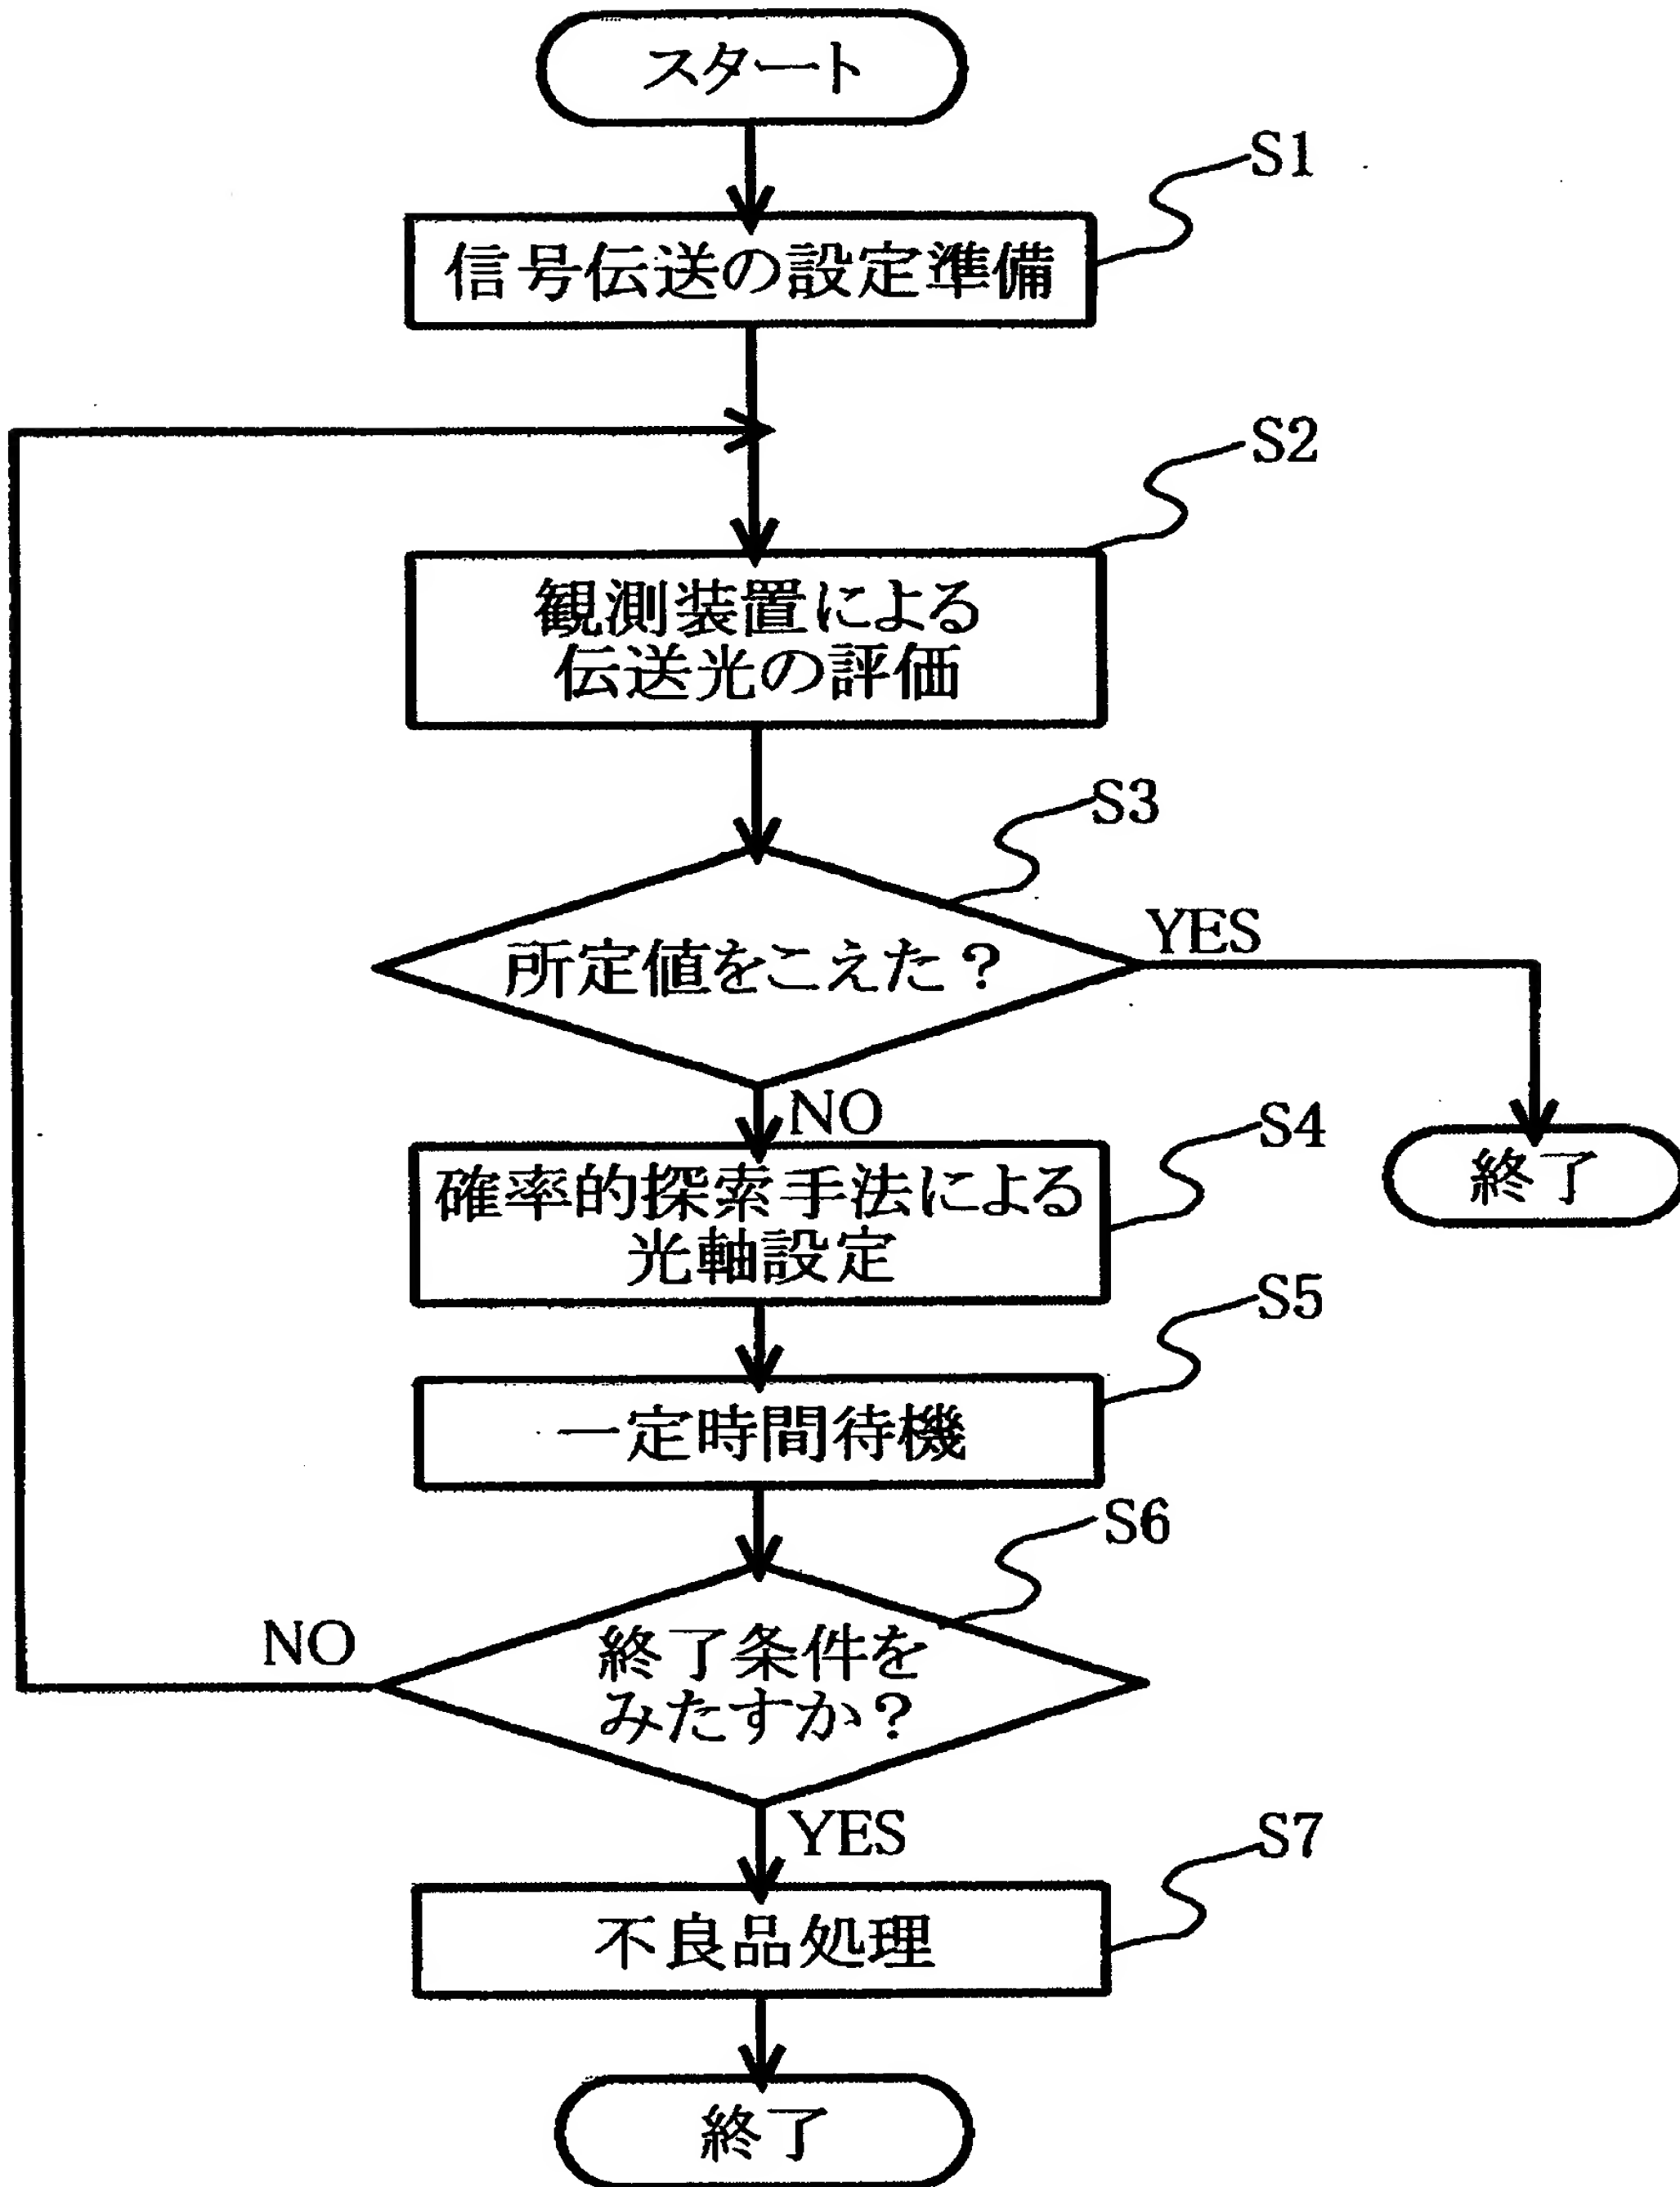 スタート
S1
信号伝送の設定準備
S2
観測装置による
伝送光の評価
S3
所定値をこえた？
YES
NO
S4
確率的探索手法による
光軸設定
終了
S5
一定時間待機
S6
終了条件を
みたすか？
NO
YES
S7
不良品処理
終了